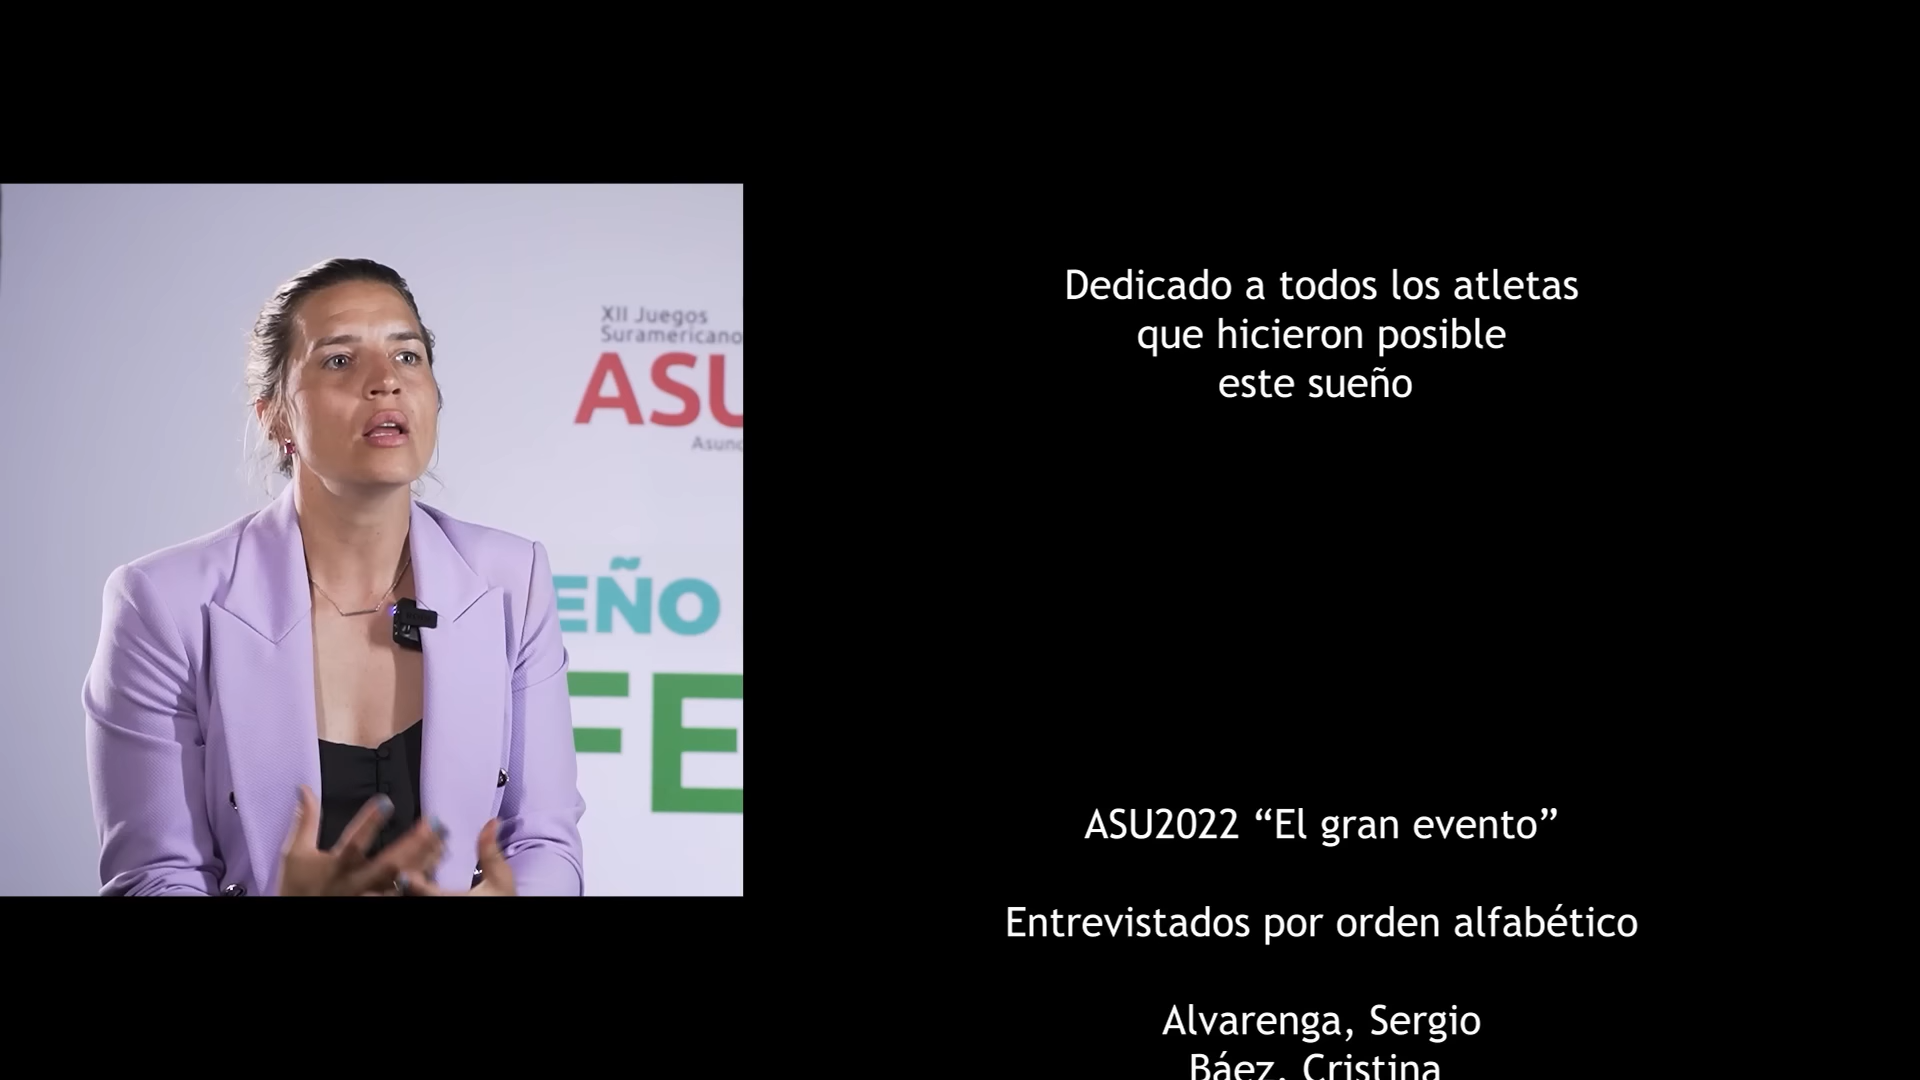 XII Juegos
Suramericano
ASU
Asunc
EÑO
FE
Dedicado a todos los atletas
que hicieron posible
este sueño
ASU2022 “El gran evento”
Entrevistados por orden alfabético
Alvarenga, Sergio
Báez, Cristina